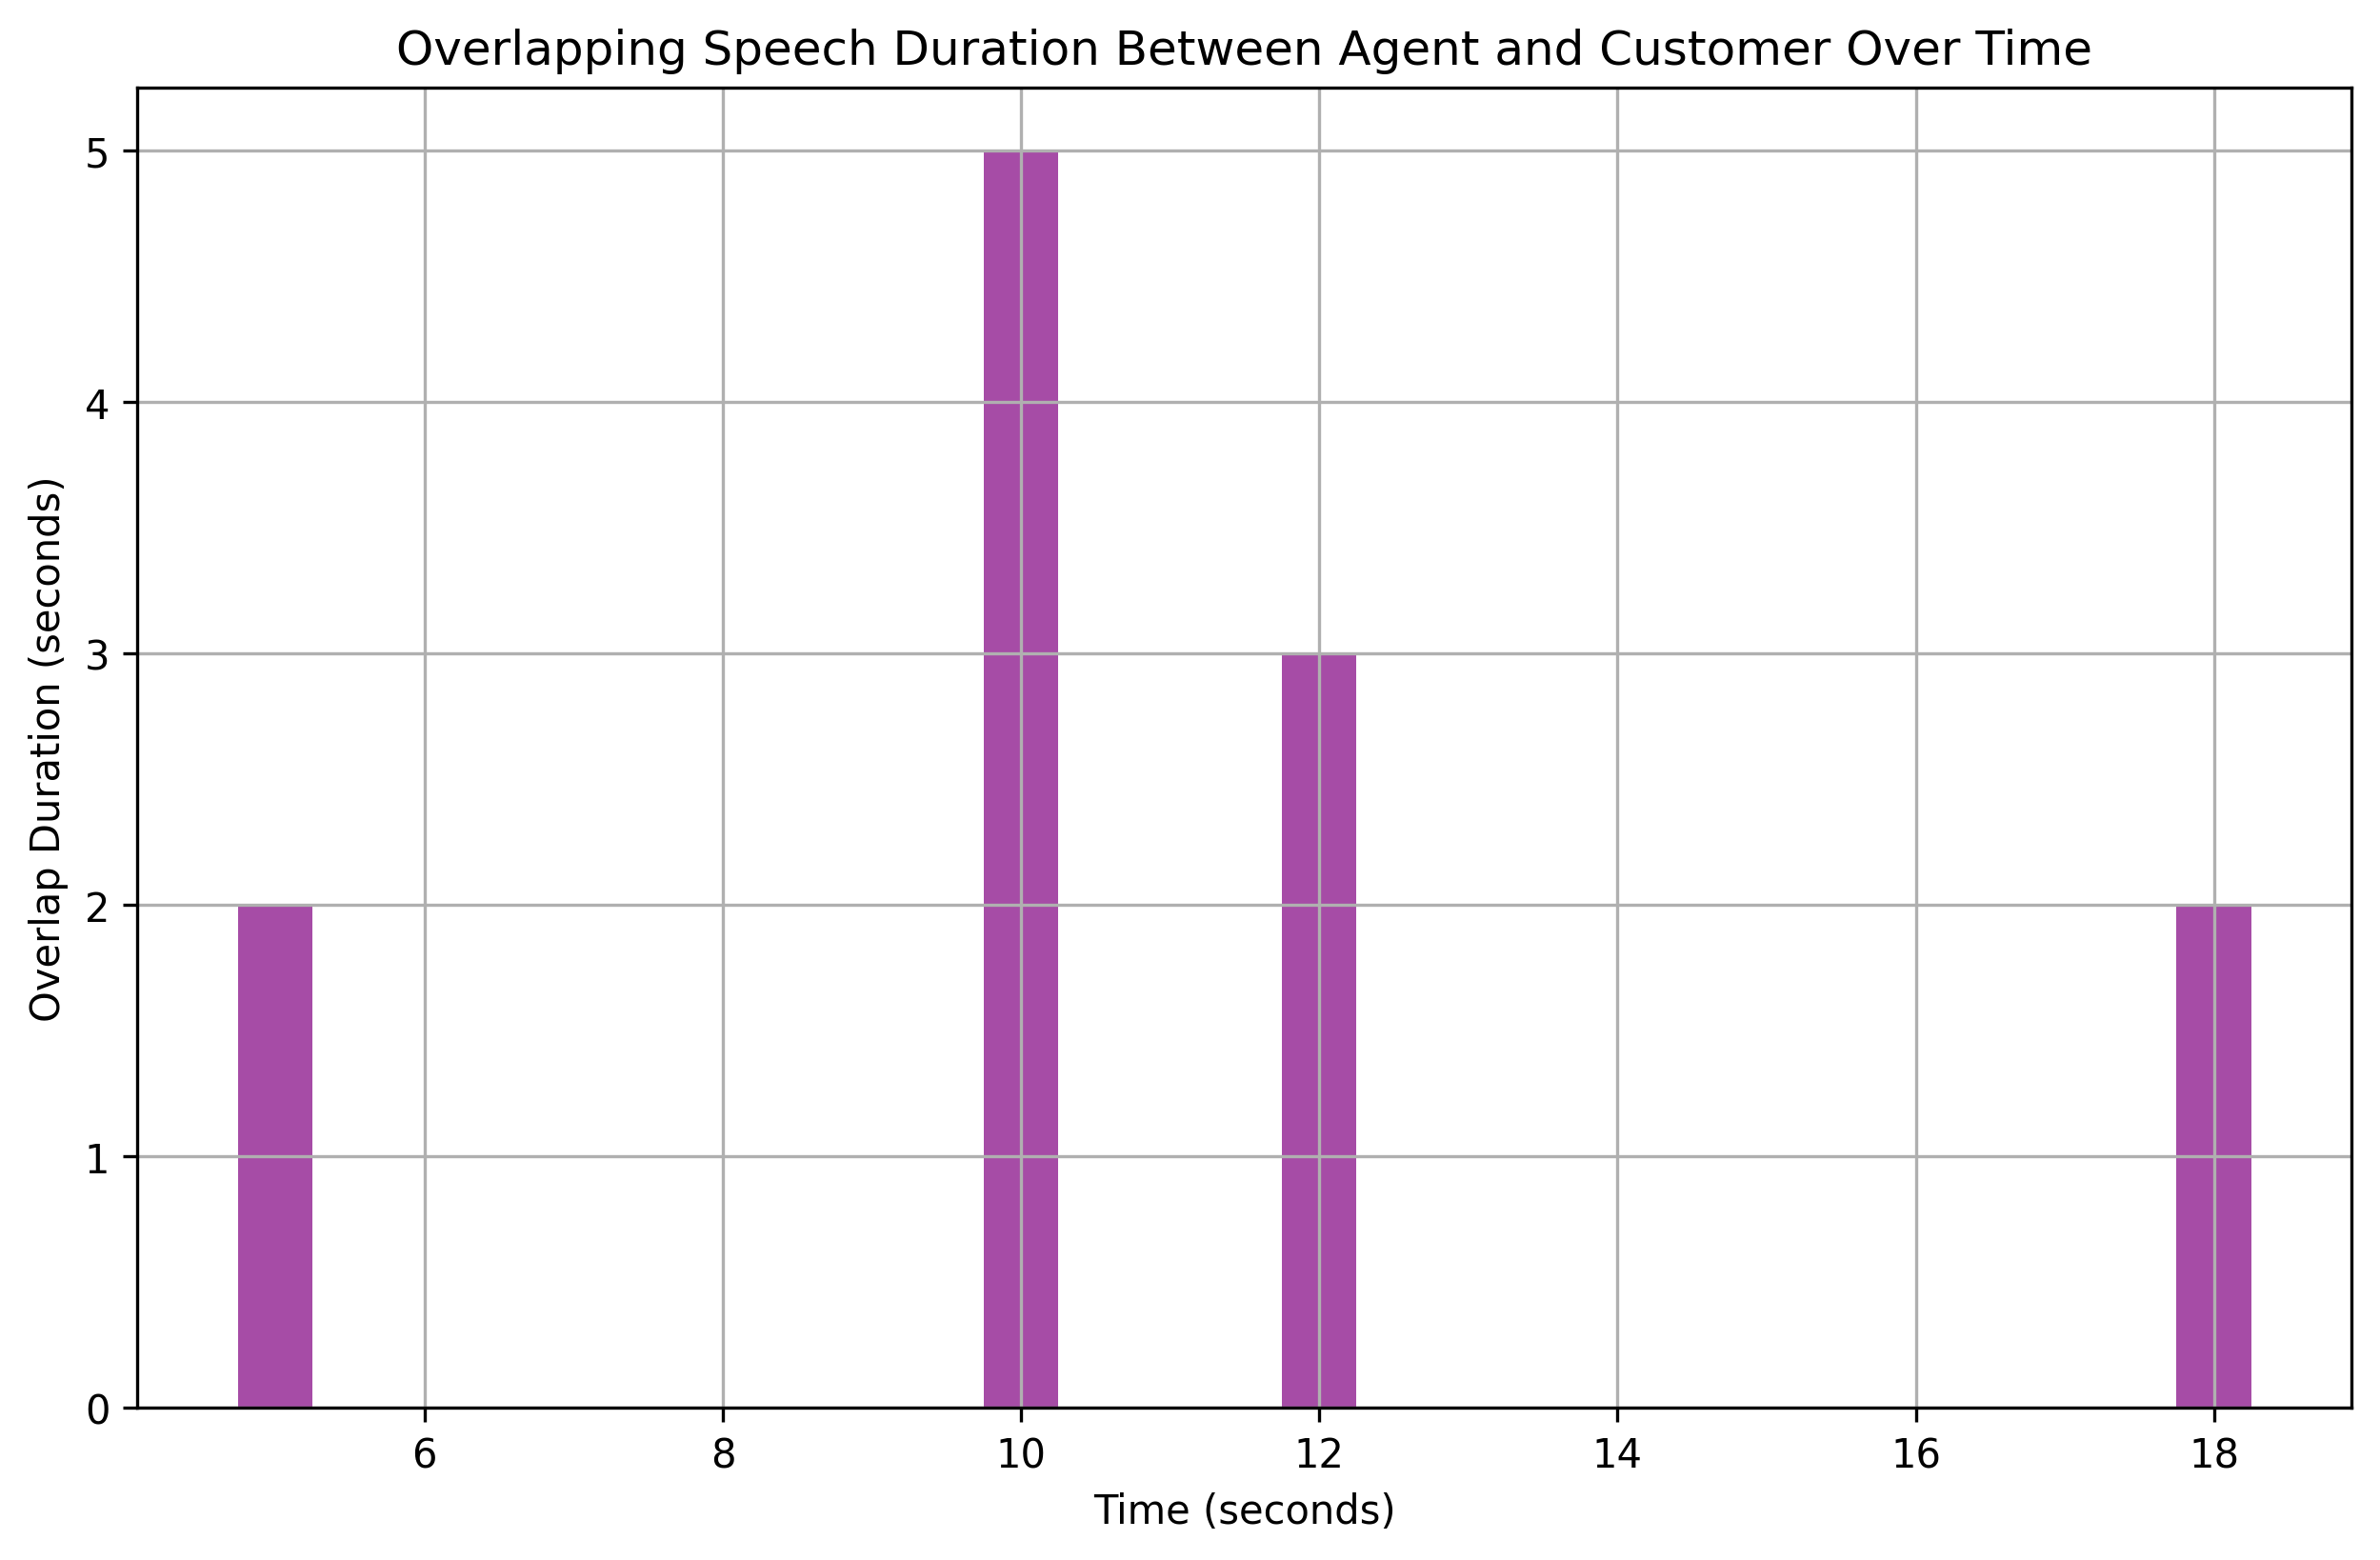 Overlapping Speech Duration Between Agent and Customer Over Time
Overlap Duration (seconds)
5
4
3
2
1
0
6 8 10 12 14 16 18
Time (seconds)